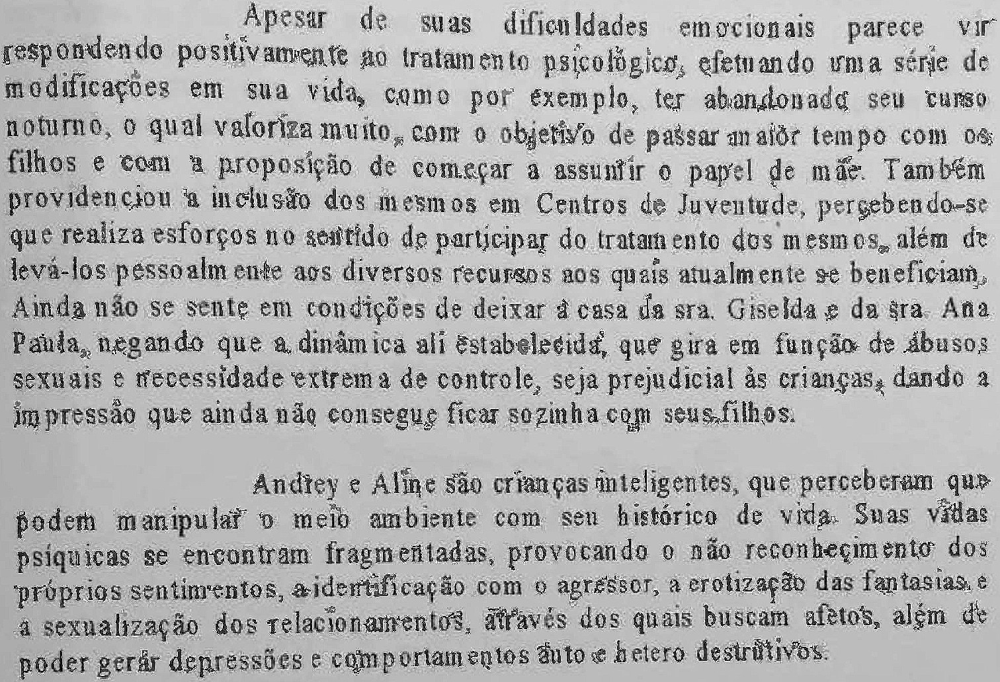 Apesar de suas dificuldades emocionais parece vir
respondendo positivamente ao tratamento psicológico, efetuando uma série de
modificações em sua vida, como por exemplo, ter abandonado seu curso
noturno, o qual valoriza muito, com o objetivo de passar maior tempo com os
filhos e com a proposição de começar a assumir o papel de mãe. Também
providenciou a inclusão dos mesmos em Centros de Juventude, percebendo-se
que realiza esforços no sentido de participar do tratamento dos mesmos, além de
levá-los pessoalmente aos diversos recursos aos quais atualmente se beneficiam.
Ainda não se sente em condições de deixar a casa da sra. Giselda e da sra. Ana
Paula, negando que a dinâmica ali estabelecida, que gira em função de abusos
sexuais e necessidade extrema de controle, seja prejudicial às crianças, dando a
impressão que ainda não consegue ficar sozinha com seus filhos.
Andrey e Aline são crianças inteligentes, que perceberam que
podem manipular o meio ambiente com seu histórico de vida. Suas vidas
psíquicas se encontram fragmentadas, provocando o não reconhecimento dos
próprios sentimentos, a identificação com o agressor, a erotização das fantasias e
a sexualização dos relacionamentos, através dos quais buscam afetos, além de
poder gerar depressões e comportamentos auto e hetero destrutivos.